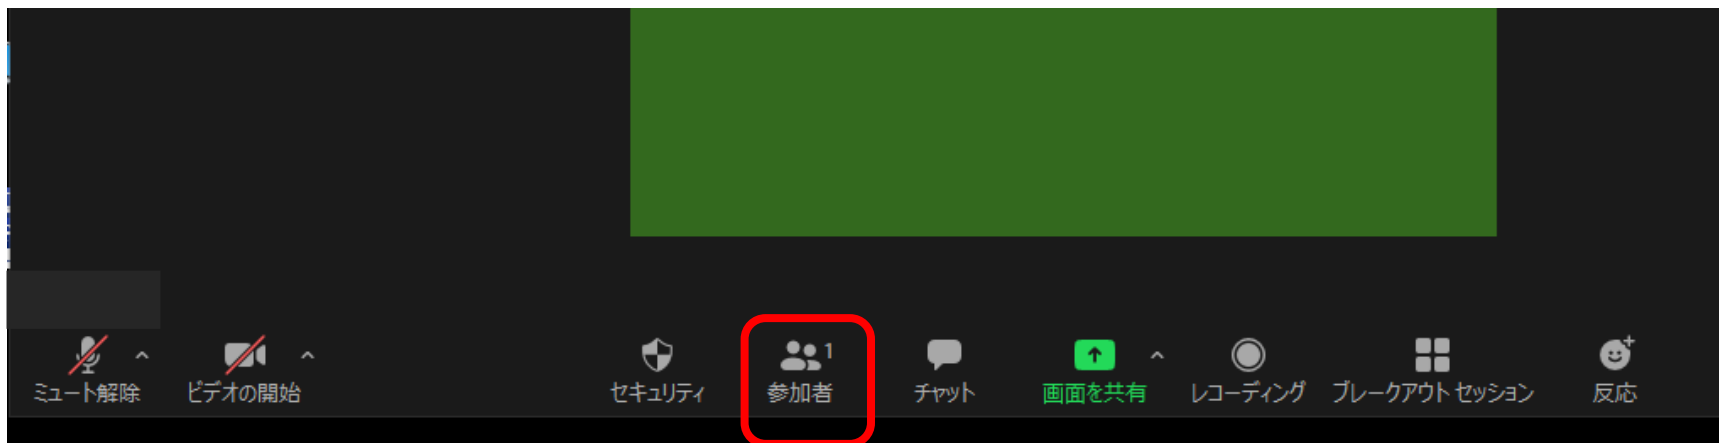 1
ミュート解除
ビデオの開始
セキュリティ
参加者
チャット
画面を共有
レコーディング
ブレークアウト セッション
反応